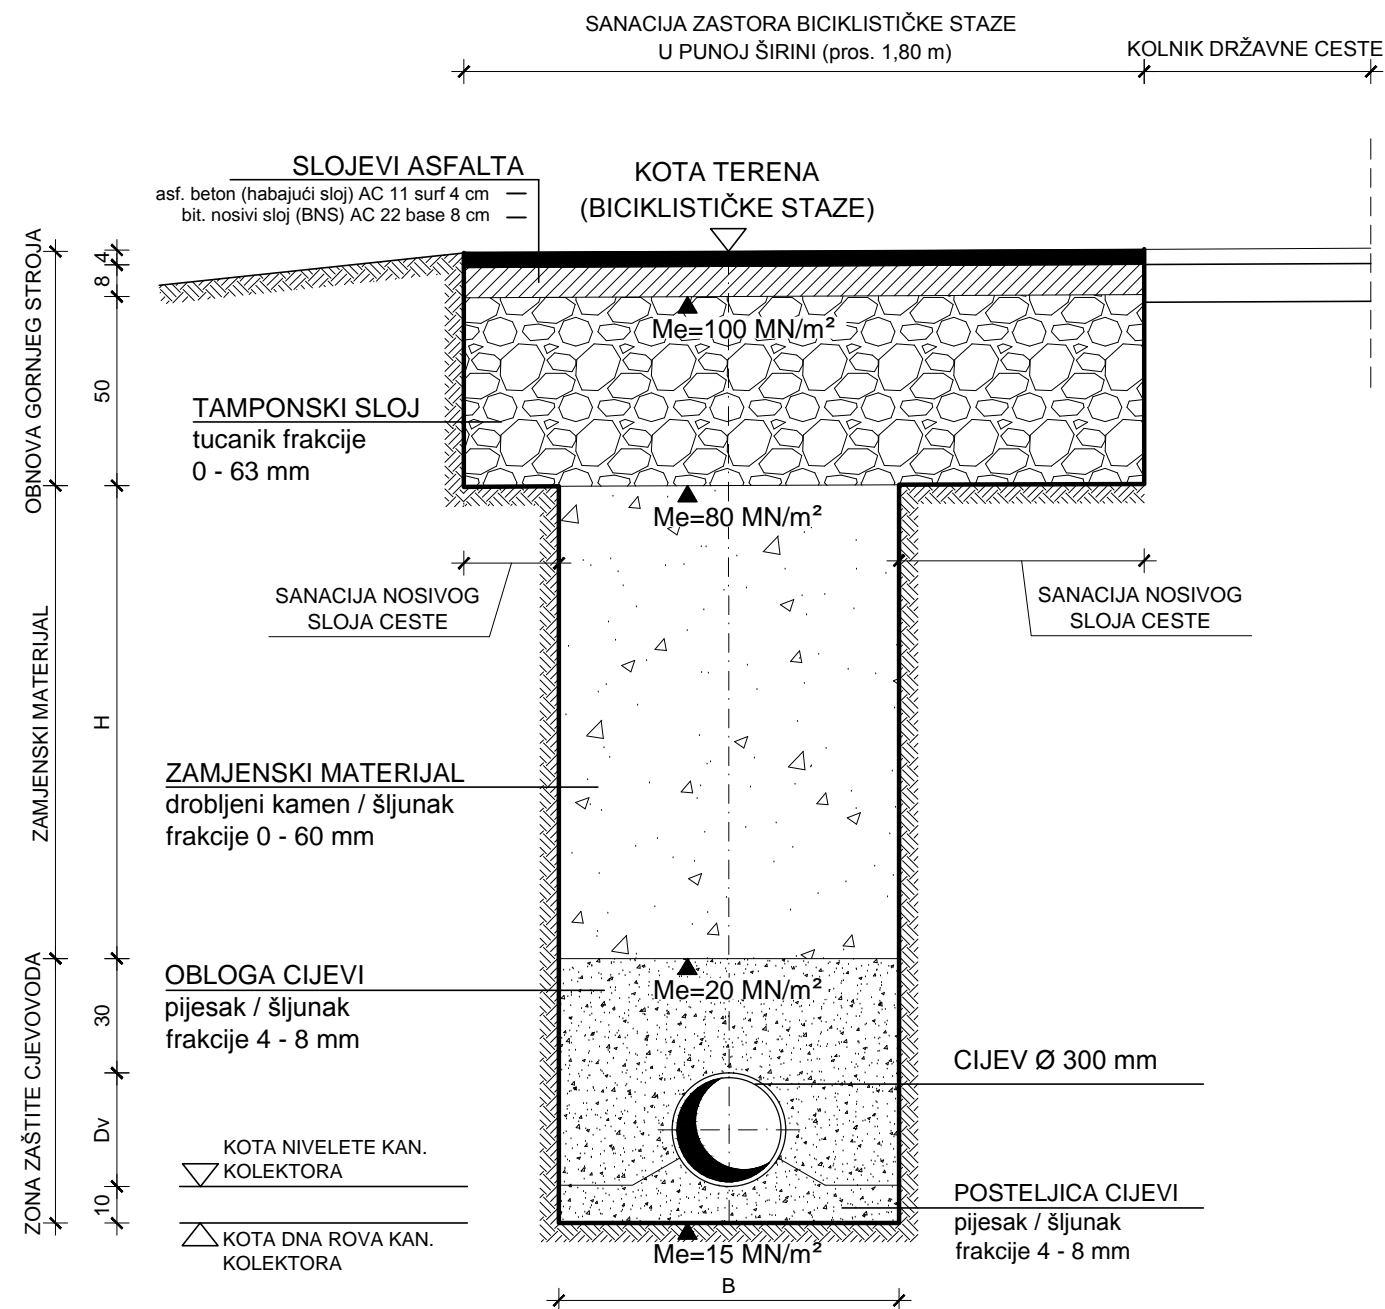 SANACIJA ZASTORA BICIKLISTIČKE STAZE
U PUNOJ ŠIRINI (pros. 1,80 m)
KOLNIK DRŽAVNE CESTE
SLOJEVI ASFALTA
asf. beton (habajući sloj) AC 11 surf 4 cm
bit. nosivi sloj (BNS) AC 22 base 8 cm
KOTA TERENA
(BICIKLISTIČKE STAZE)
OBNOVA GORNJEG STROJA
4
8
50
Me=100 MN/m²
TAMPONSKI SLOJ
tucanik frakcije
0 - 63 mm
Me=80 MN/m²
SANACIJA NOSIVOG
SLOJA CESTE
SANACIJA NOSIVOG
SLOJA CESTE
ZAMJENSKI MATERIJAL
H
ZAMJENSKI MATERIJAL
drobljeni kamen / šljunak
frakcije 0 - 60 mm
OBLOGA CIJEVI
pijesak / šljunak
frakcije 4 - 8 mm
Me=20 MN/m²
ZONA ZAŠTITE CJEVOVODA
30
Dv
10
CIJEV Ø 300 mm
KOTA NIVELETE KAN.
KOLEKTORA
KOTA DNA ROVA KAN.
KOLEKTORA
POSTELJICA CIJEVI
pijesak / šljunak
frakcije 4 - 8 mm
Me=15 MN/m²
B